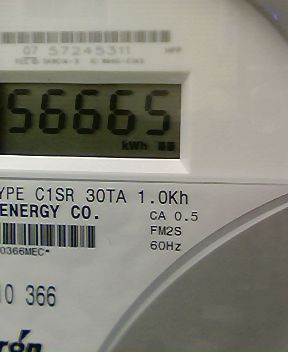 07 57245311
56665
kWh
YPE C1SR 30TA 1.0Kh
ENERGY CO.
CA 0.5
FM2S
60Hz
0366MEC*
10 366
rón